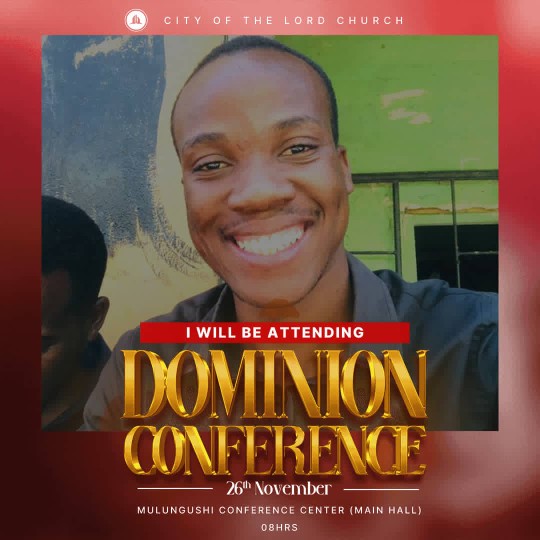 CITY OF THE LORD CHURCH
I WILL BE ATTENDING
DOMINION
CONFERENCE
26th November
MULUNGUSHI CONFERENCE CENTER (MAIN HALL)
08HRS